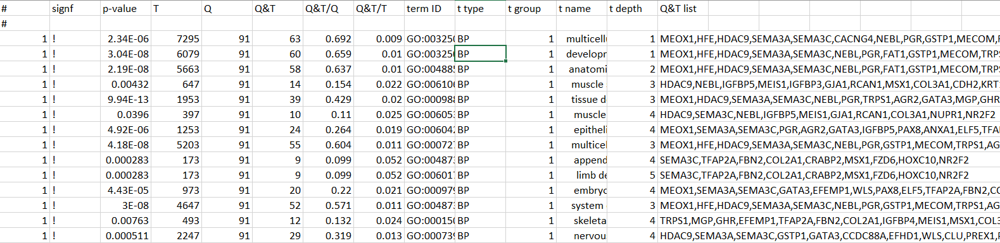 # signf p-value T Q Q&T Q&T/Q Q&T/T term ID t type t group t name t depth Q&T list
#
1 ! 2.34E-06 7295 91 63 0.692 0.009 GO:00325 BP 1 multicell 1 MEOX1,HFE,HDAC9,SEMA3A,SEMA3C,CACNG4,NEBL,PGR,GSTP1,MECOM,
1 ! 3.04E-08 6079 91 60 0.659 0.01 GO:00325 BP 1 developr 1 MEOX1,HFE,HDAC9,SEMA3A,SEMA3C,NEBL,PGR,FAT1,GSTP1,MECOM,TRPS
1 ! 2.19E-08 5663 91 58 0.637 0.01 GO:00488 BP 1 anatomi 2 MEOX1,HFE,HDAC9,SEMA3A,SEMA3C,NEBL,PGR,GSTP1,MECOM,TRPS
1 ! 0.00432 647 91 14 0.154 0.022 GO:00610 BP 1 muscle 3 HDAC9,NEBL,IGFBP5,MEIS1,IGFBP3,GJA1,RCAN1,MSX1,COL3A1,CDH2,KRT
1 ! 9.94E-13 1953 91 39 0.429 0.02 GO:00098 BP 1 tissue d 3 MEOX1,HDAC9,SEMA3A,SEMA3C,NEBL,PGR,TRPS1,AGR2,GATA3,MGP,GHR
1 ! 0.0396 397 91 10 0.11 0.025 GO:00605 BP 1 muscle 4 HDAC9,SEMA3C,NEBL,IGFBP5,MEIS1,GJA1,RCAN1,COL3A1,NUPR1,NR2F2
1 ! 4.92E-06 1253 91 24 0.264 0.019 GO:00604 BP 1 epitheli 4 MEOX1,SEMA3A,SEMA3C,PGR,AGR2,GATA3,IGFBP5,PAX8,ANXA1,ELF5,TFA
1 ! 4.18E-08 5203 91 55 0.604 0.011 GO:00072 BP 1 multicel 3 MEOX1,HFE,HDAC9,SEMA3A,SEMA3C,NEBL,PGR,GSTP1,MECOM,TRPS1,AG
1 ! 0.000283 173 91 9 0.099 0.052 GO:00487 BP 1 append 4 SEMA3C,TFAP2A,FBN2,COL2A1,CRABP2,MSX1,FZD6,HOXC10,NR2F2
1 ! 0.000283 173 91 9 0.099 0.052 GO:00601 BP 1 limb de 5 SEMA3C,TFAP2A,FBN2,COL2A1,CRABP2,MSX1,FZD6,HOXC10,NR2F2
1 ! 4.43E-05 973 91 20 0.22 0.021 GO:00097 BP 1 embryo 4 MEOX1,SEMA3A,SEMA3C,GATA3,EFEMP1,WLS,PAX8,ELF5,TFAP2A,FBN2,CO
1 ! 3E-08 4647 91 52 0.571 0.011 GO:00487 BP 1 system 3 MEOX1,HFE,HDAC9,SEMA3A,SEMA3C,NEBL,PGR,GSTP1,MECOM,TRPS1,AG
1 ! 0.00763 493 91 12 0.132 0.024 GO:00015 BP 1 skeleta 4 TRPS1,MGP,GHR,EFEMP1,TFAP2A,FBN2,COL2A1,IGFBP4,MEIS1,MSX1,COL3
1 ! 0.000511 2247 91 29 0.319 0.013 GO:00073 BP 1 nervou 4 HDAC9,SEMA3A,SEMA3C,GSTP1,GATA3,CCDC88A,EFHD1,WLS,CLU,PREX1,